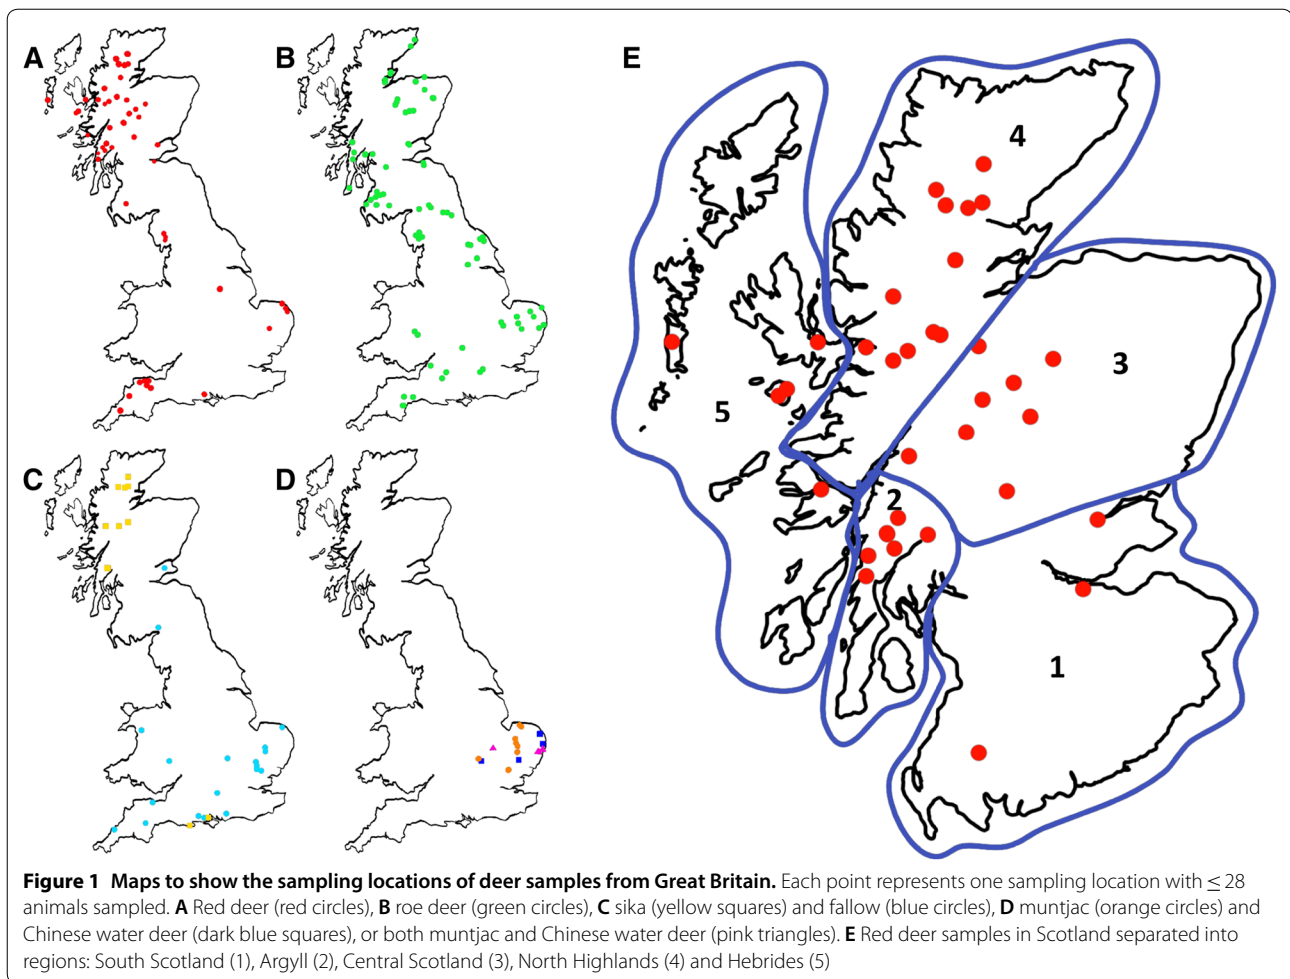 A
B
E
4
3
5
2
1
C
D
Figure 1 Maps to show the sampling locations of deer samples from Great Britain. Each point represents one sampling location with ≤ 28
animals sampled. A Red deer (red circles), B roe deer (green circles), C sika (yellow squares) and fallow (blue circles), D muntjac (orange circles) and
Chinese water deer (dark blue squares), or both muntjac and Chinese water deer (pink triangles). E Red deer samples in Scotland separated into
regions: South Scotland (1), Argyll (2), Central Scotland (3), North Highlands (4) and Hebrides (5)